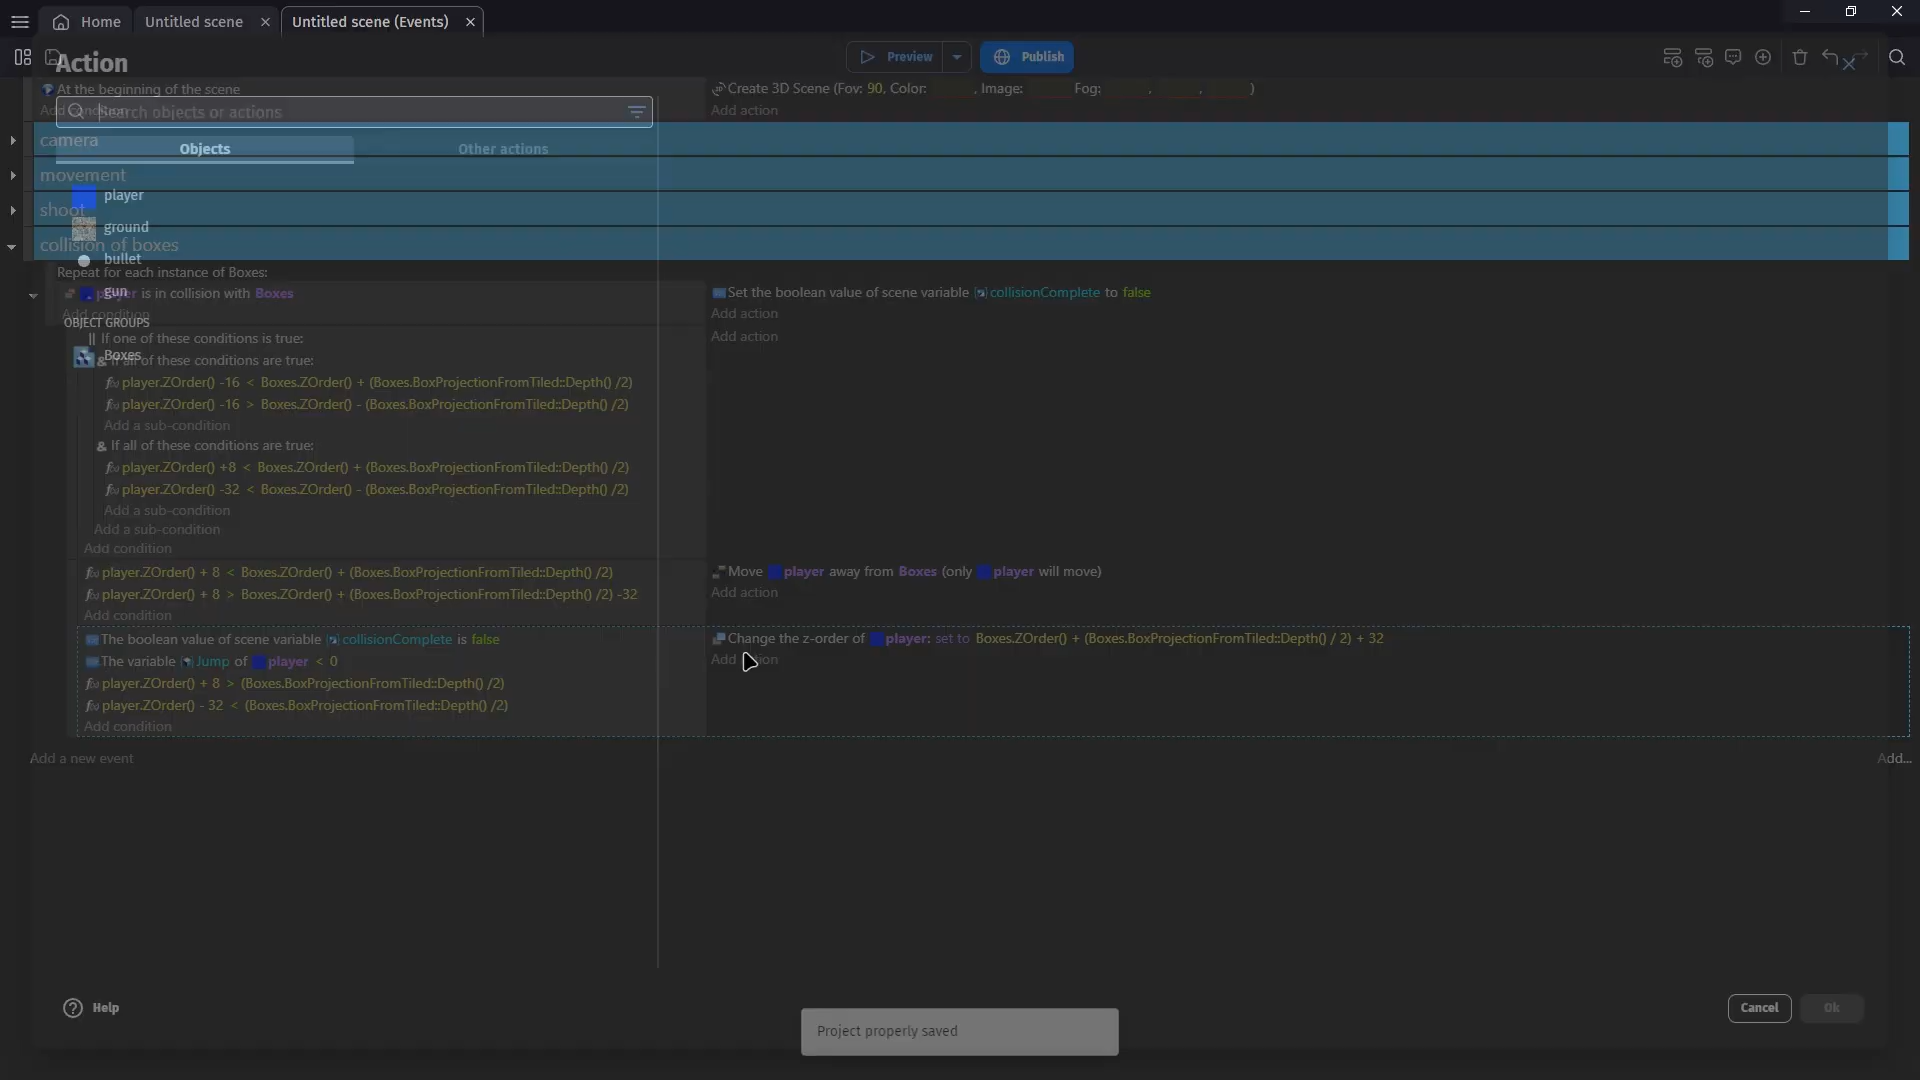 Home
Untitled scene
Untitled scene (Events)
Action
Preview
Publish
At the beginning of the scene
Create 3D Scene (Fov: 90, Color: , Image: Fog: , , )
Add condition
Add action
Search objects or actions
camera
Objects
Other actions
movement
player
shoot
ground
collision of boxes
bullet
Repeat for each instance of Boxes:
gun
player is in collision with Boxes
Set the boolean value of scene variable collisionComplete to false
Add condition
Add action
OBJECT GROUPS
If one of these conditions is true:
Add action
Boxes
& If all of these conditions are true:
player.ZOrder() -16 < Boxes.ZOrder() + (Boxes.BoxProjectionFromTiled::Depth() /2)
player.ZOrder() -16 > Boxes.ZOrder() - (Boxes.BoxProjectionFromTiled::Depth() /2)
Add a sub-condition
& If all of these conditions are true:
player.ZOrder() +8 < Boxes.ZOrder() + (Boxes.BoxProjectionFromTiled::Depth() /2)
player.ZOrder() -32 < Boxes.ZOrder() - (Boxes.BoxProjectionFromTiled::Depth() /2)
Add a sub-condition
Add a sub-condition
Add condition
player.ZOrder() + 8 < Boxes.ZOrder() + (Boxes.BoxProjectionFromTiled::Depth() /2)
Move player away from Boxes (only player will move)
player.ZOrder() + 8 > Boxes.ZOrder() + (Boxes.BoxProjectionFromTiled::Depth() /2) -32
Add action
Add condition
The boolean value of scene variable collisionComplete is false
Change the z-order of player: set to Boxes.ZOrder() + (Boxes.BoxProjectionFromTiled::Depth() / 2) + 32
The variable Jump of player < 0
Add action
player.ZOrder() + 8 > (Boxes.BoxProjectionFromTiled::Depth() /2)
player.ZOrder() - 32 < (Boxes.BoxProjectionFromTiled::Depth() /2)
Add condition
Add a new event
Add...
Help
Cancel
Ok
Project properly saved